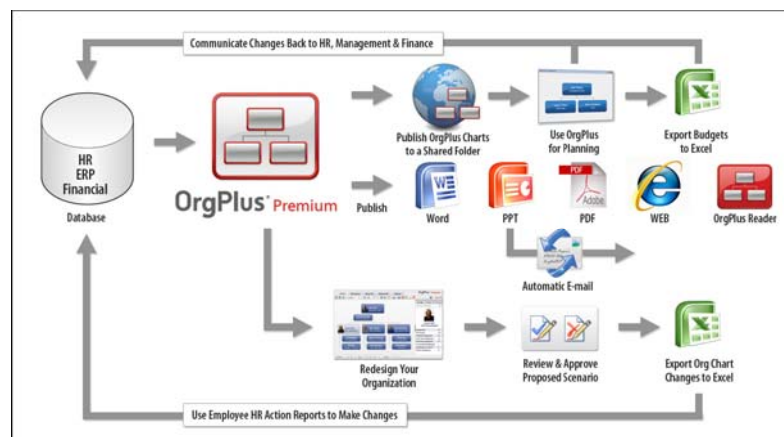 Communicate Changes Back to HR, Management & Finance
HR
ERP
Financial
Database
OrgPlus® Premium
Publish OrgPlus Charts
to a Shared Folder
Use OrgPlus
for Planning
Export Budgets
to Excel
Publish
Word
PPT
PDF
Adobe
PDF
WEB
OrgPlus Reader
Automatic E-mail
Redesign Your
Organization
Review & Approve
Proposed Scenario
Export Org Chart
Changes to Excel
Use Employee HR Action Reports to Make Changes